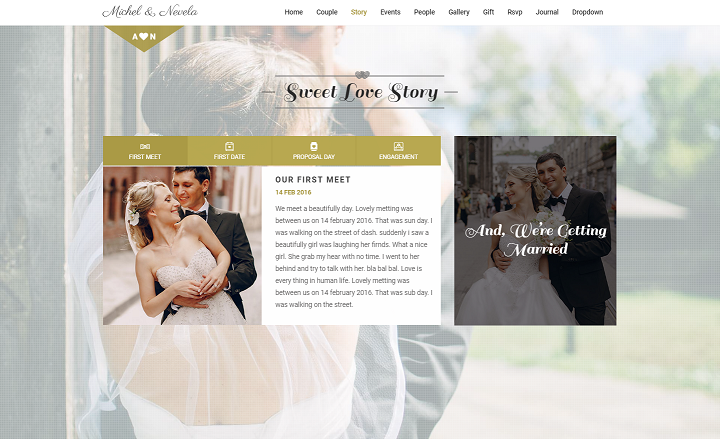 Michel & Nevela
Home Couple Story Events People Gallery Gift Rsvp Journal Dropdown
A N
Sweet Love Story
FIRST MEET FIRST DATE PROPOSAL DAY ENGAGEMENT
OUR FIRST MEET
14 FEB 2016
We meet a beautifully day. Lovely metting was
between us on 14 february 2016. That was sun day. I
was walking on the street of dash. suddenly i saw a
beautifully girl was laughing her firnds. What a nice
girl. She grab my hear with no time. I went to her
behind and try to talk with her. bla bal bal. Love is
every thing in human life. Lovely metting was
between us on 14 february 2016. That was sub day. I
was walking on the street.
And, We're Getting
Married